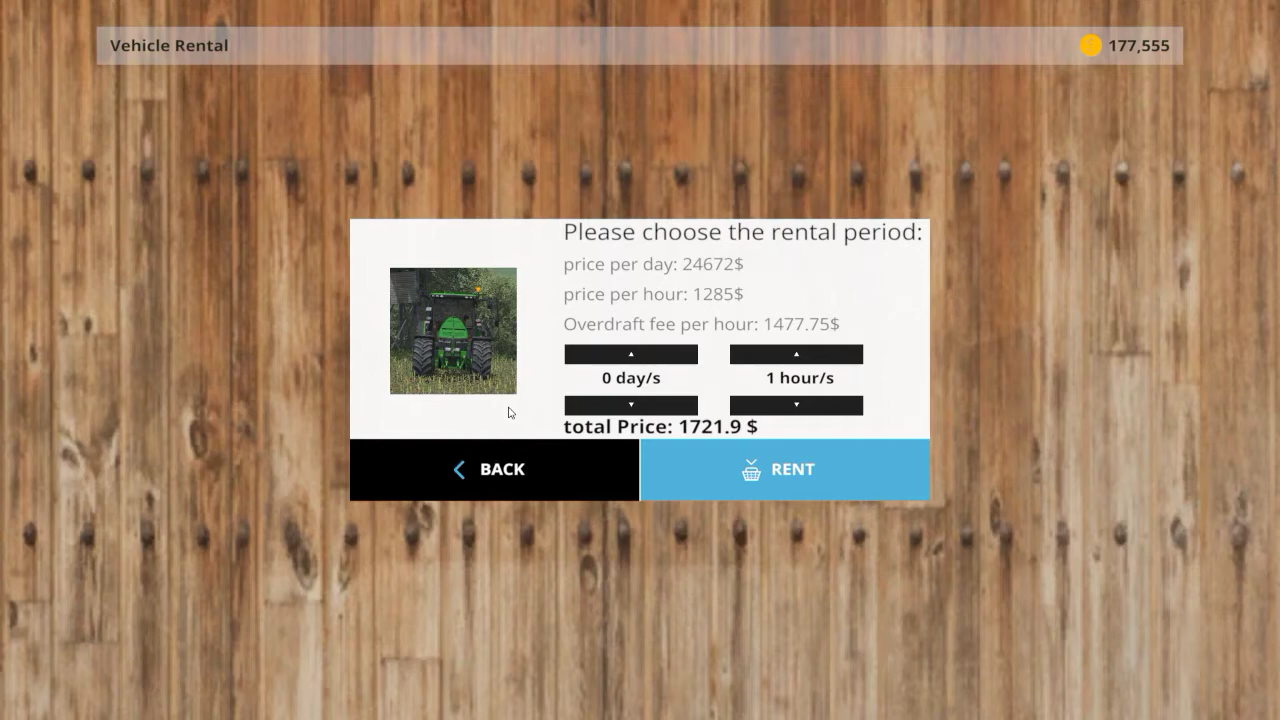 Vehicle Rental
177,555
Please choose the rental period:
price per day: 24672$
price per hour: 1285$
Overdraft fee per hour: 1477.75$
0 day/s
1 hour/s
total Price: 1721.9 $
BACK
RENT